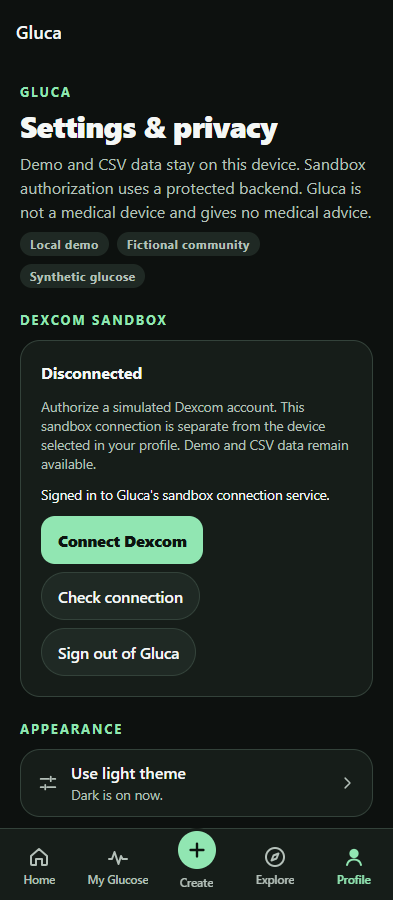 Gluca
GLUCA
Settings & privacy
Demo and CSV data stay on this device. Sandbox
authorization uses a protected backend. Gluca is
not a medical device and gives no medical advice.
Local demo
Fictional community
Synthetic glucose
DEXCOM SANDBOX
Disconnected
Authorize a simulated Dexcom account. This
sandbox connection is separate from the device
selected in your profile. Demo and CSV data remain
available.
Signed in to Gluca's sandbox connection service.
Connect Dexcom
Check connection
Sign out of Gluca
APPEARANCE
Use light theme
Dark is on now.
Home
My Glucose
Create
Explore
Profile